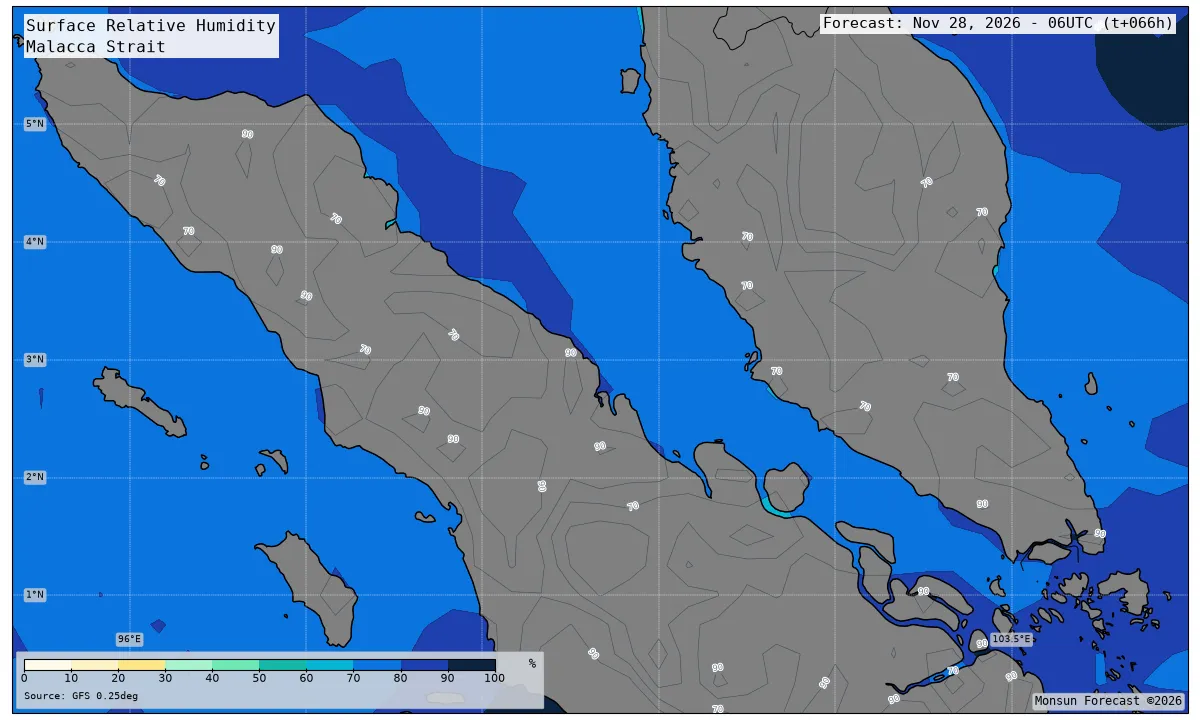 Surface Relative Humidity
Malacca Strait
Forecast: Nov 28, 2026 - 06UTC (t+066h)
90
5°N
70
70
70
70
70
4°N
90
70
90
70
70
3°N
90
70
70
70
90
90
90
2°N
90
70
90
90
1°N
90
96°E
103.5°E
90
90
90
70
90
90
90
70
%
0 10 20 30 40 50 60 70 80 90 100
Source: GFS 0.25deg
Monsun Forecast ©2026